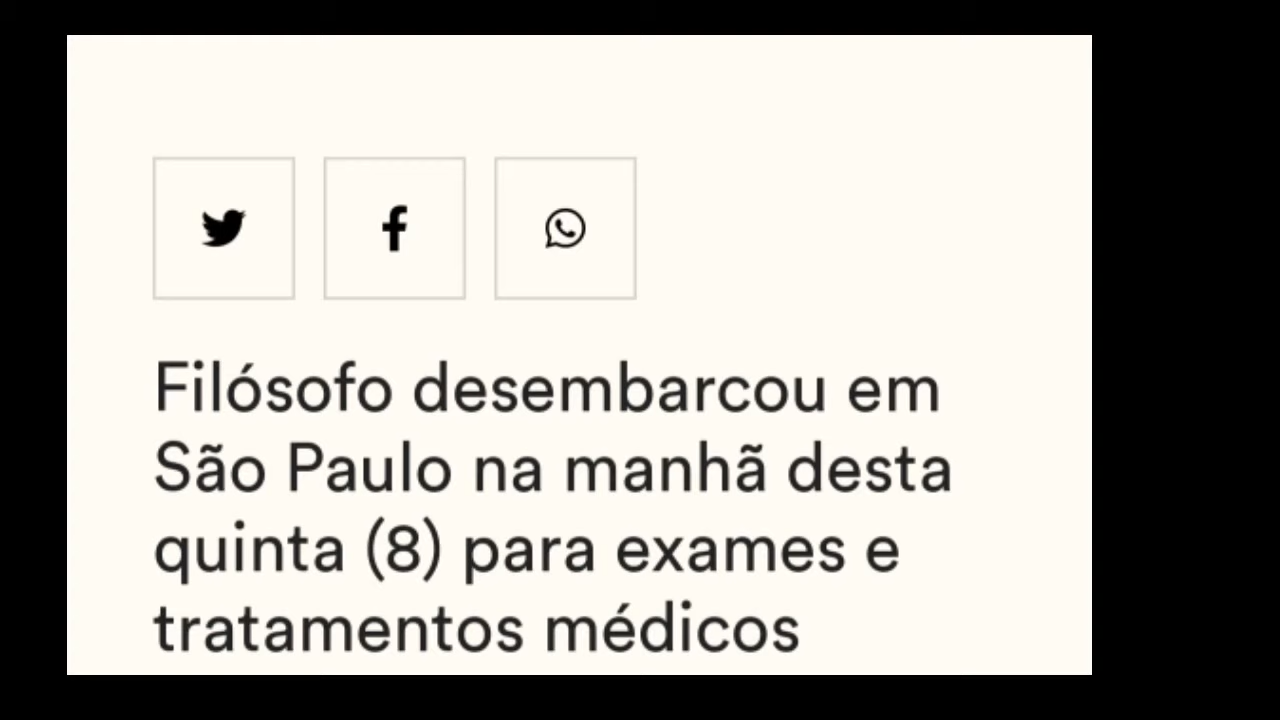 Filósofo desembarcou em
São Paulo na manhã desta
quinta (8) para exames e
tratamentos médicos